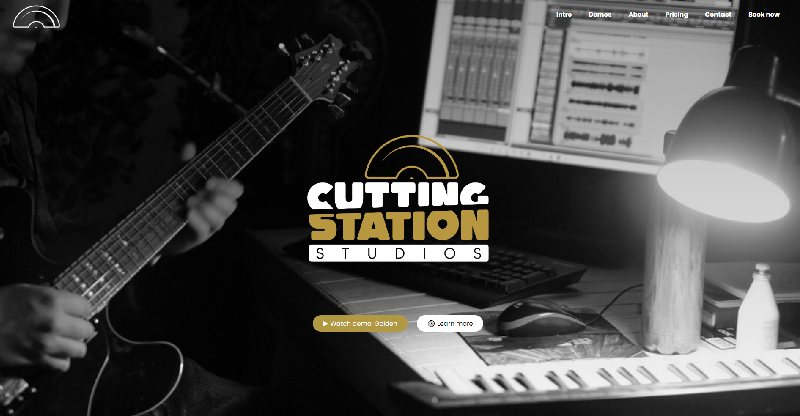 Intro Demos About Pricing Contact Book now
CUTTING
STATION
STUDIOS
Watch demo: Golden
Learn more